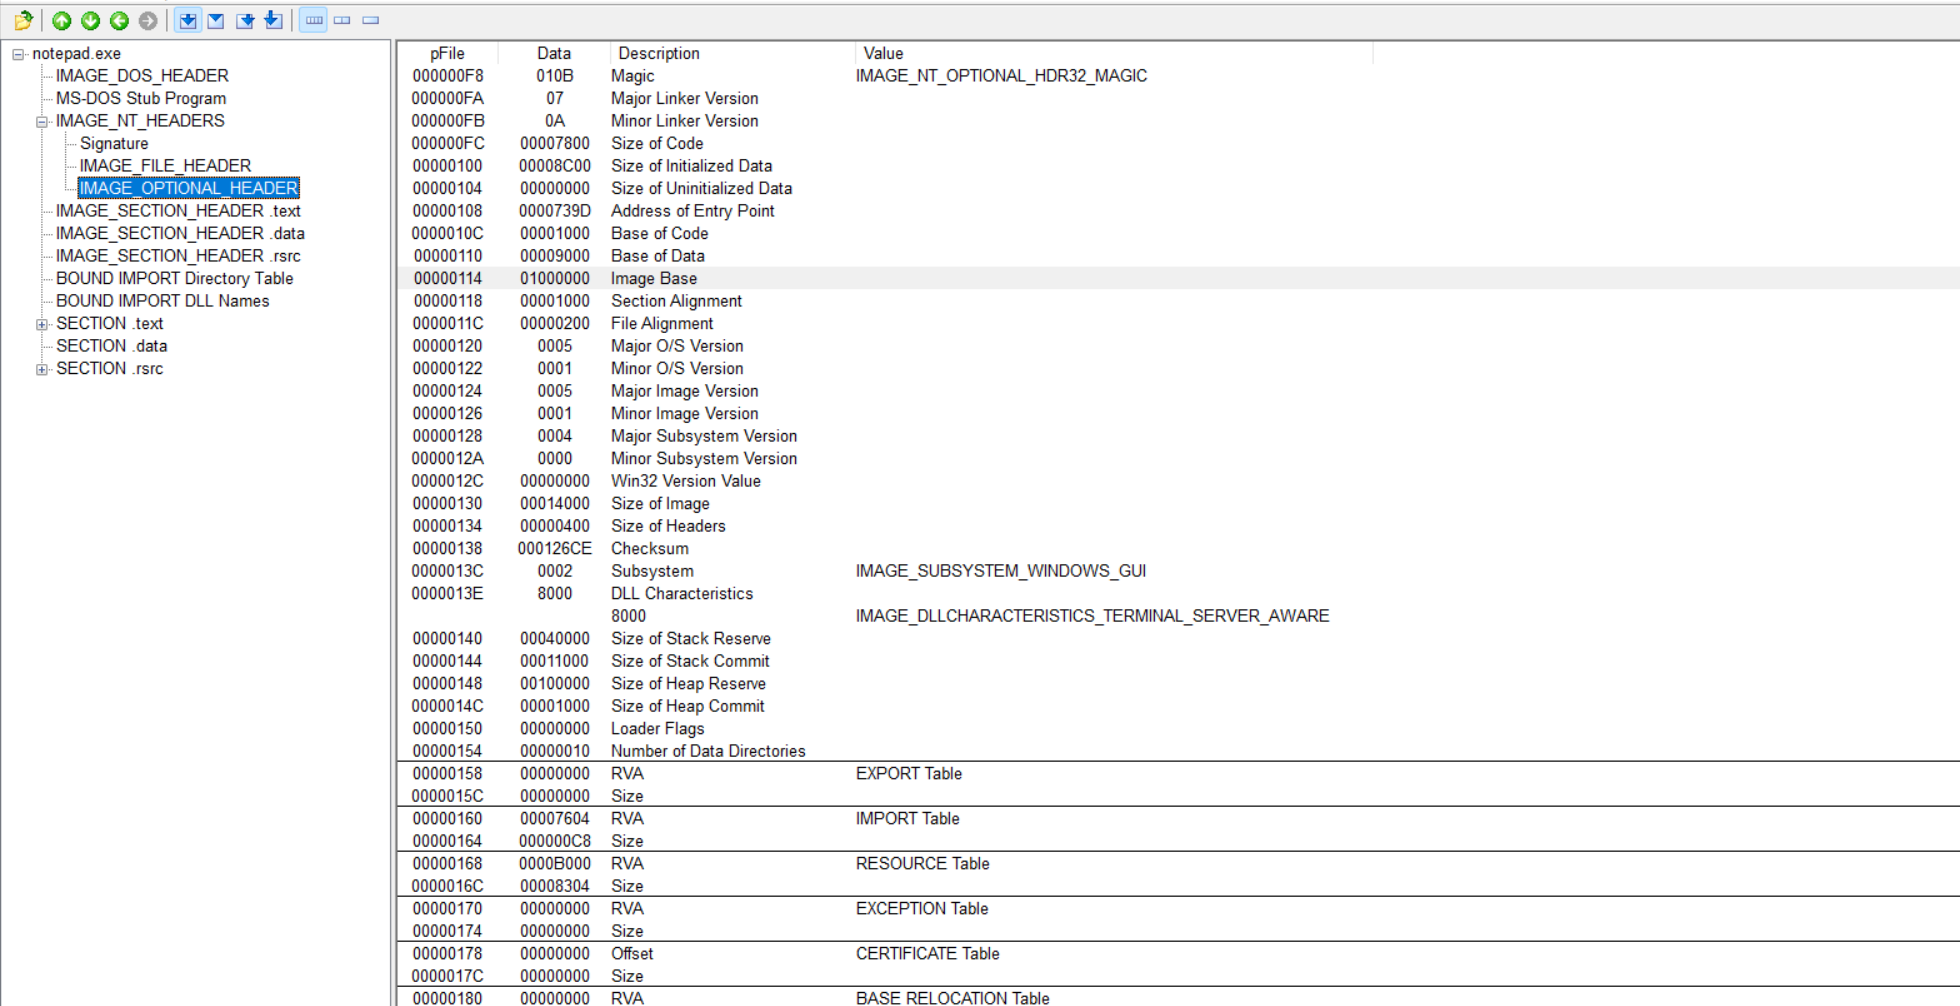 notepad.exe
IMAGE_DOS_HEADER
MS-DOS Stub Program
IMAGE_NT_HEADERS
Signature
IMAGE_FILE_HEADER
IMAGE_OPTIONAL_HEADER
IMAGE_SECTION_HEADER .text
IMAGE_SECTION_HEADER .data
IMAGE_SECTION_HEADER .rsrc
BOUND IMPORT Directory Table
BOUND IMPORT DLL Names
SECTION .text
SECTION .data
SECTION .rsrc
pFile Data Description Value
000000F8 010B Magic IMAGE_NT_OPTIONAL_HDR32_MAGIC
000000FA 07 Major Linker Version
000000FB 0A Minor Linker Version
000000FC 00007800 Size of Code
00000100 00008C00 Size of Initialized Data
00000104 00000000 Size of Uninitialized Data
00000108 0000739D Address of Entry Point
0000010C 00001000 Base of Code
00000110 00009000 Base of Data
00000114 01000000 Image Base
00000118 00001000 Section Alignment
0000011C 00000200 File Alignment
00000120 0005 Major O/S Version
00000122 0001 Minor O/S Version
00000124 0005 Major Image Version
00000126 0001 Minor Image Version
00000128 0004 Major Subsystem Version
0000012A 0000 Minor Subsystem Version
0000012C 00000000 Win32 Version Value
00000130 00014000 Size of Image
00000134 00000400 Size of Headers
00000138 000126CE Checksum
0000013C 0002 Subsystem IMAGE_SUBSYSTEM_WINDOWS_GUI
0000013E 8000 DLL Characteristics
8000 IMAGE_DLLCHARACTERISTICS_TERMINAL_SERVER_AWARE
00000140 00040000 Size of Stack Reserve
00000144 00011000 Size of Stack Commit
00000148 00100000 Size of Heap Reserve
0000014C 00001000 Size of Heap Commit
00000150 00000000 Loader Flags
00000154 00000010 Number of Data Directories
00000158 00000000 RVA EXPORT Table
0000015C 00000000 Size
00000160 00007604 RVA IMPORT Table
00000164 000000C8 Size
00000168 0000B000 RVA RESOURCE Table
0000016C 00008304 Size
00000170 00000000 RVA EXCEPTION Table
00000174 00000000 Size
00000178 00000000 Offset CERTIFICATE Table
0000017C 00000000 Size
00000180 00000000 RVA BASE RELOCATION Table